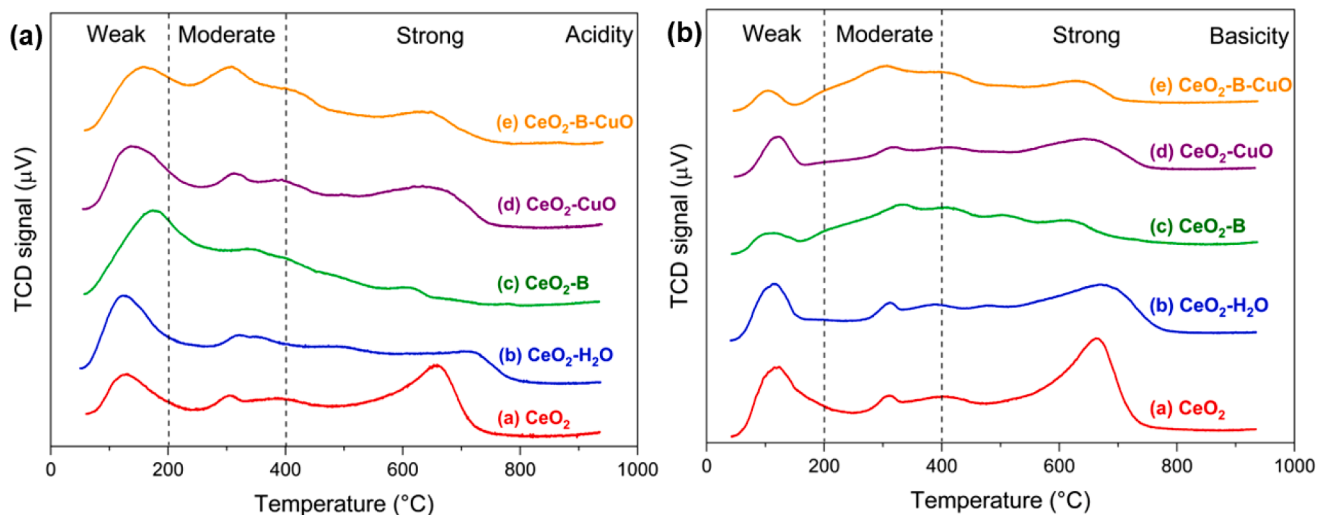 (a)
Weak Moderate Strong Acidity
(e) CeO₂-B-CuO
(d) CeO₂-CuO
(c) CeO₂-B
(b) CeO₂-H₂O
(a) CeO₂
TCD signal (μV)
0 200 400 600 800 1000
Temperature (°C)
(b)
Weak Moderate Strong Basicity
(e) CeO₂-B-CuO
(d) CeO₂-CuO
(c) CeO₂-B
(b) CeO₂-H₂O
(a) CeO₂
TCD signal (μV)
0 200 400 600 800 1000
Temperature (°C)